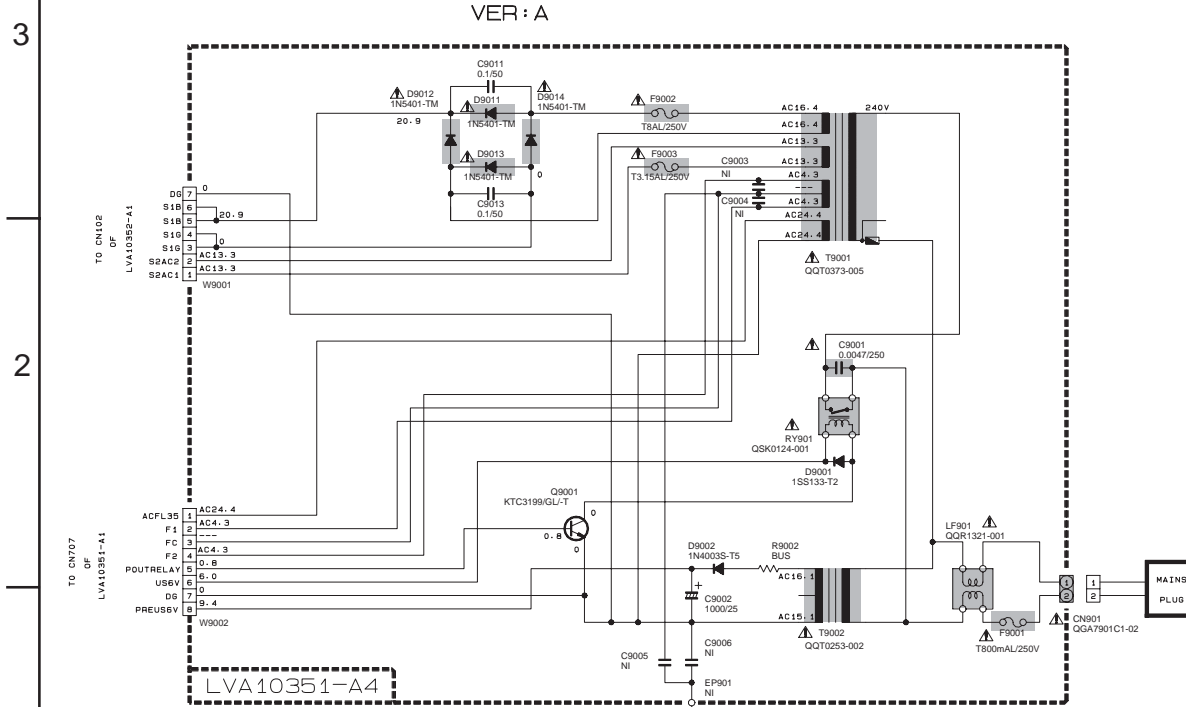 VER:A
3
C9011
0.1/50
D9012
1N5401-TM
D9011
1N5401-TM
D9014
1N5401-TM
F9002
T8AL/250V
AC16.4
240V
20.9
AC16.4
AC13.3
D9013
1N5401-TM
F9003
T3.15AL/250V
C9003
NI
AC13.3
AC4.3
---
C9013
0.1/50
0
C9004
NI
AC4.3
AC24.4
AC24.4
T9001
QQT0373-005
TO CN102
OF
LVA10352-A1
DG 7 0
S1B 6
S1B 5 20.9
S1G 4
S1G 3 0
S2AC2 2 AC13.3
S2AC1 1 AC13.3
W9001
2
C9001
0.0047/250
RY901
QSK0124-001
D9001
1SS133-T2
Q9001
KTC3199/GL/-T
0
0.8
0
TO CN707
OF
LVA10351-A1
ACFL35 1 AC24.4
F1 2 AC4.3
FC 3 ---
F2 4 AC4.3
POUTRELAY 5 0.8
US6V 6 6.0
DG 7 0
PREUS6V 8 9.4
W9002
D9002
1N4003S-T5
R9002
BUS
AC16.1
C9002
+
1000/25
AC15.1
T9002
QQT0253-002
LF901
QQR1321-001
F9001
T800mAL/250V
1
2
CN901
QGA7901C1-02
1
2
MAINS
PLUG
C9005
NI
C9006
NI
EP901
NI
LVA10351-A4